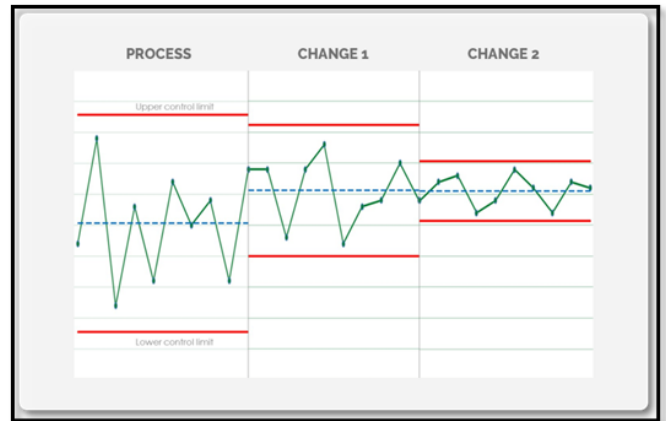 PROCESS
CHANGE 1
CHANGE 2
Upper control limit
Lower control limit